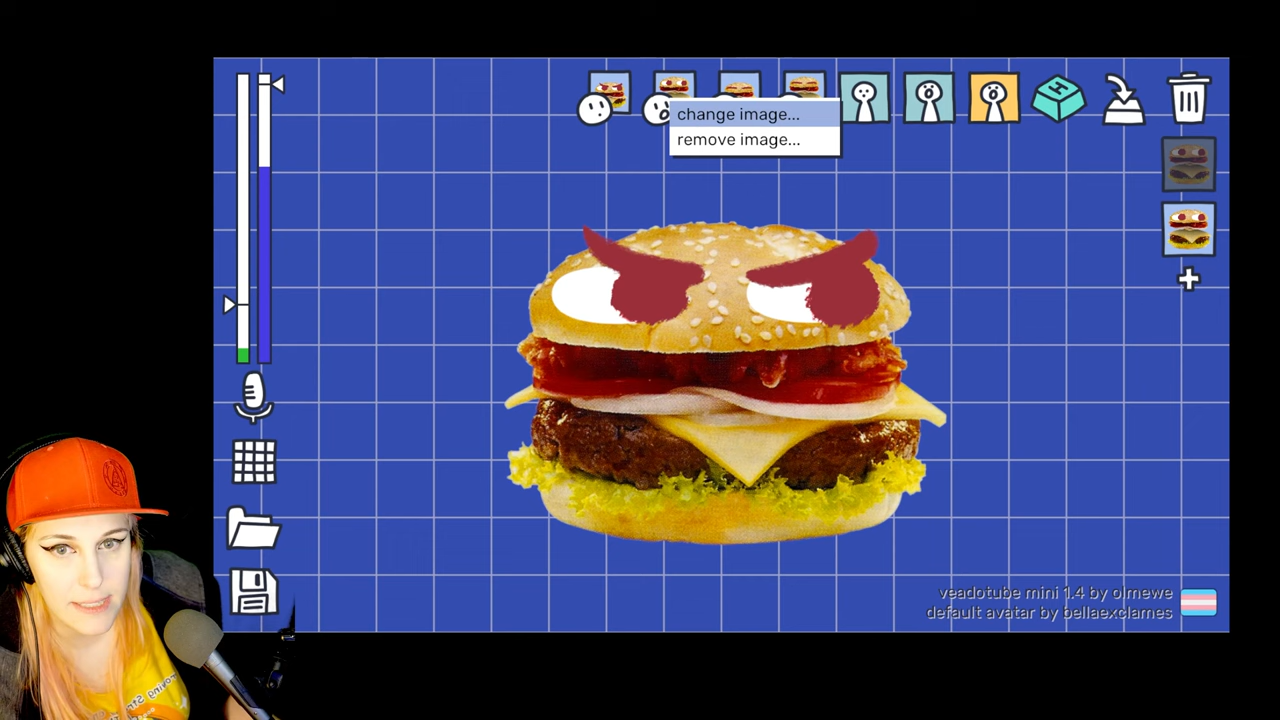 change image...
remove image...
veadotube mini 1.4 by olmewe
default avatar by bellaexclames